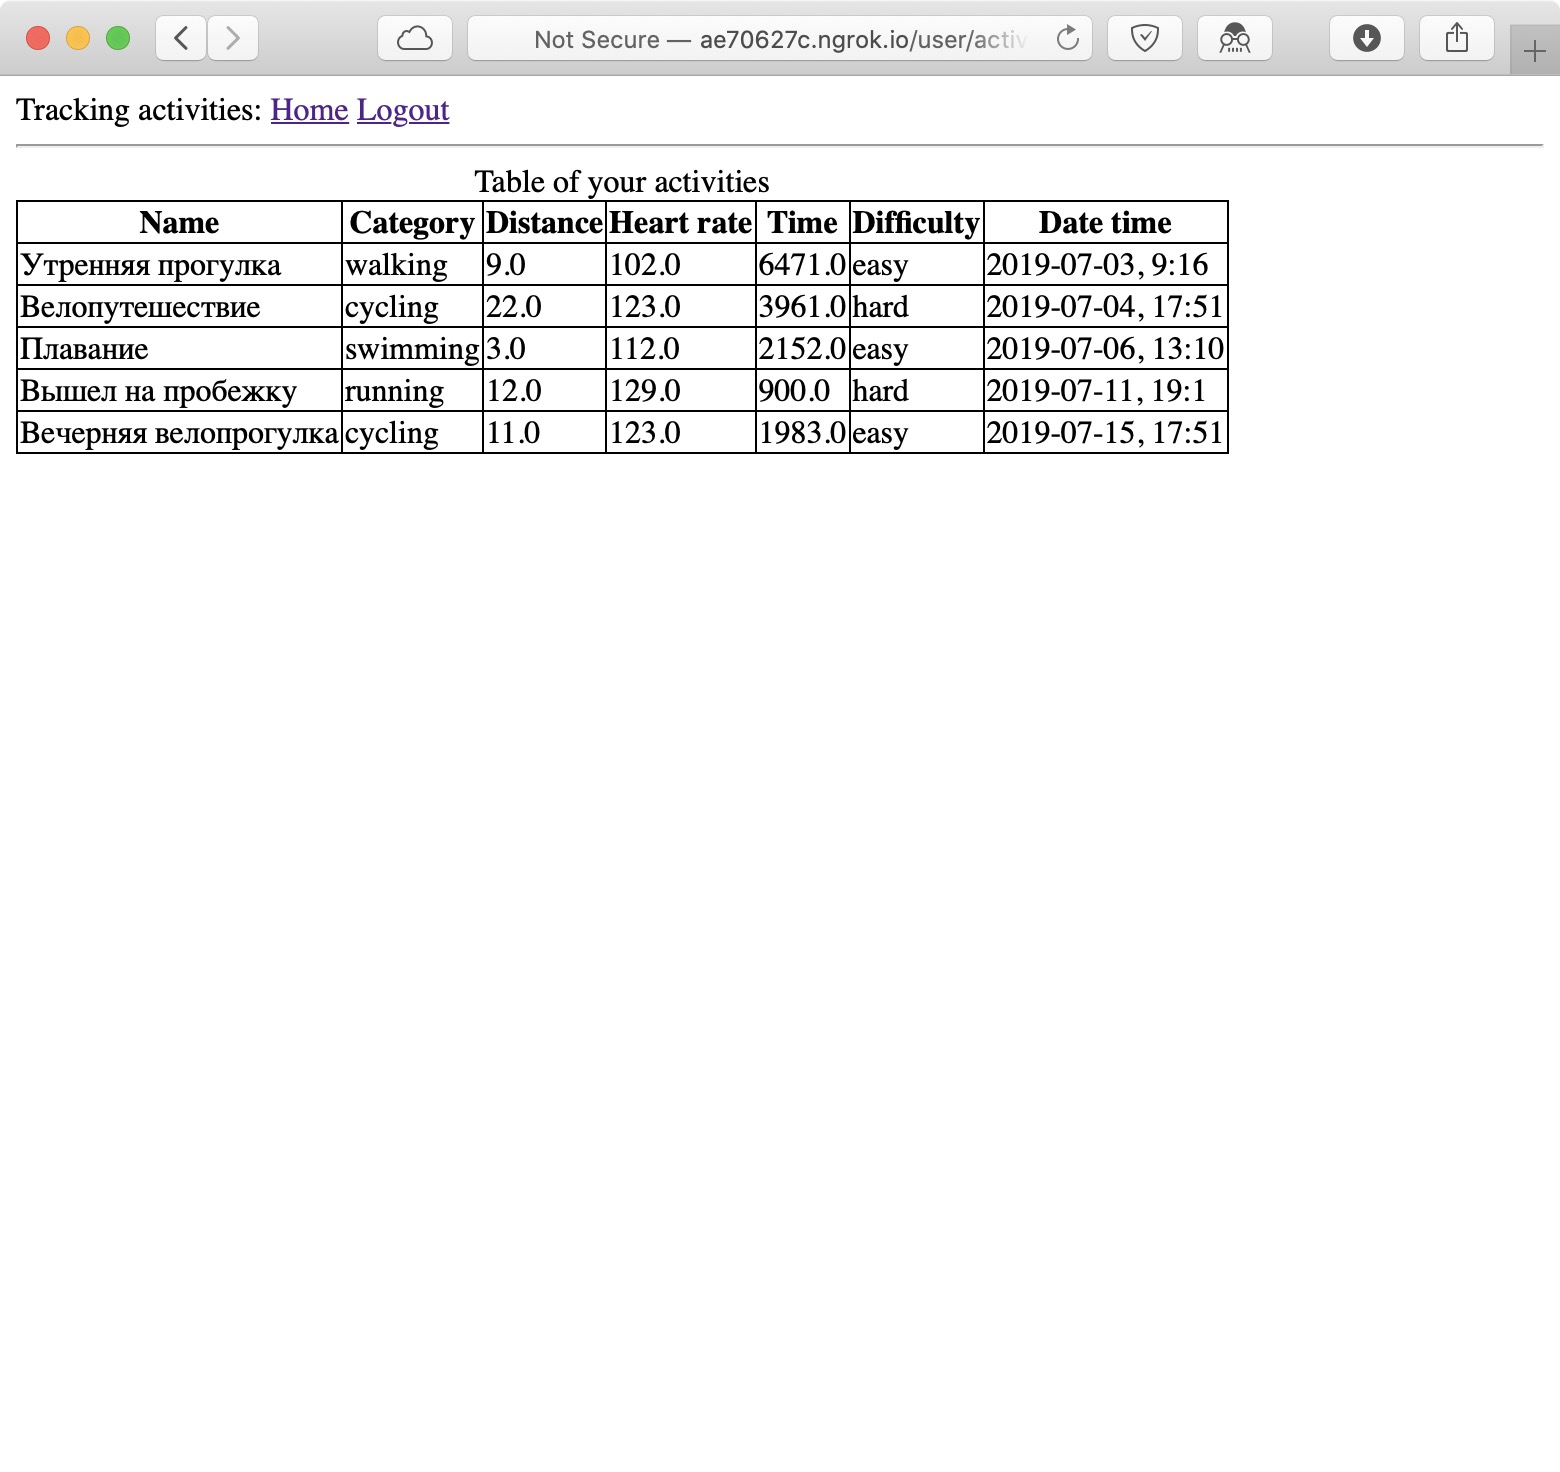 Not Secure — ae70627c.ngrok.io/user/activ
Tracking activities: Home Logout
Table of your activities
Name Category Distance Heart rate Time Difficulty Date time
Утренняя прогулка walking 9.0 102.0 6471.0 easy 2019-07-03, 9:16
Велопутешествие cycling 22.0 123.0 3961.0 hard 2019-07-04, 17:51
Плавание swimming 3.0 112.0 2152.0 easy 2019-07-06, 13:10
Вышел на пробежку running 12.0 129.0 900.0 hard 2019-07-11, 19:1
Вечерняя велопрогулка cycling 11.0 123.0 1983.0 easy 2019-07-15, 17:51